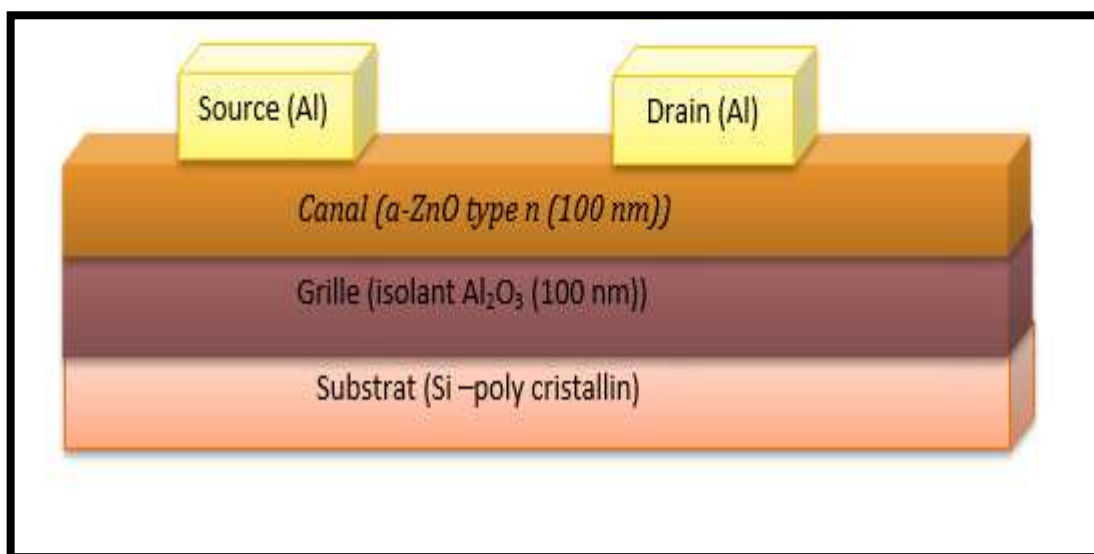 Source (Al)
Drain (Al)
Canal (a-ZnO type n (100 nm))
Grille (isolant Al₂O₃ (100 nm))
Substrat (Si –poly cristallin)